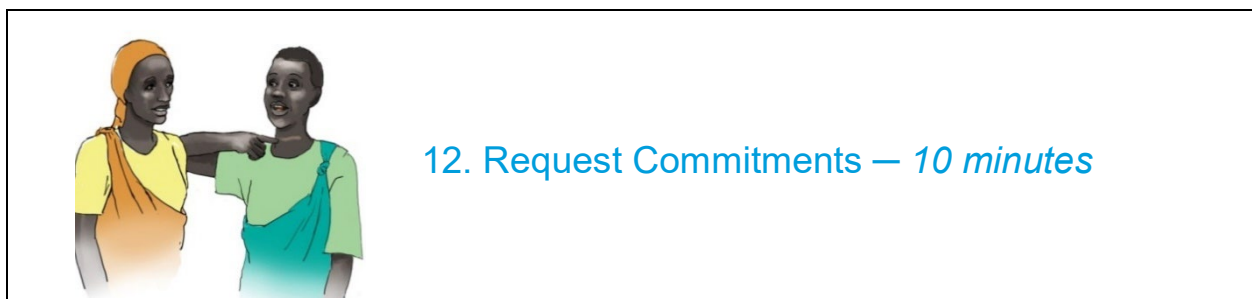 12. Request Commitments — 10 minutes